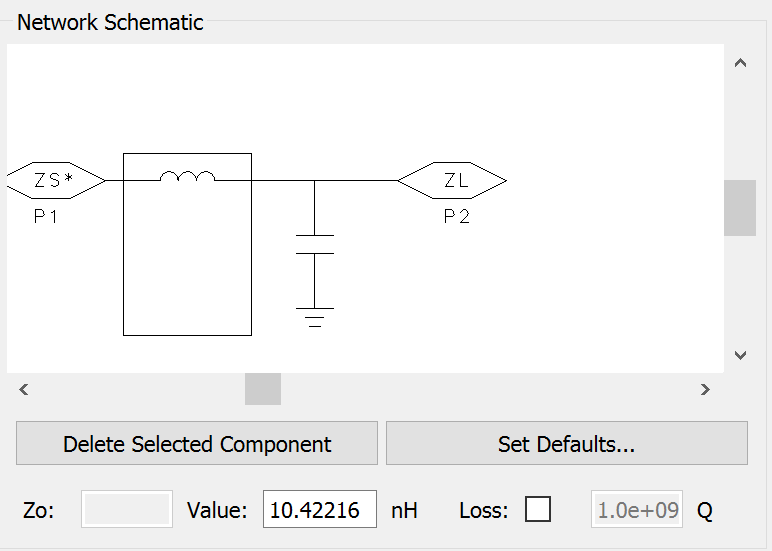 Network Schematic
ZS* ZL
P1 P2
Delete Selected Component Set Defaults...
Zo: Value: 10.42216 nH Loss: 1.0e+09 Q